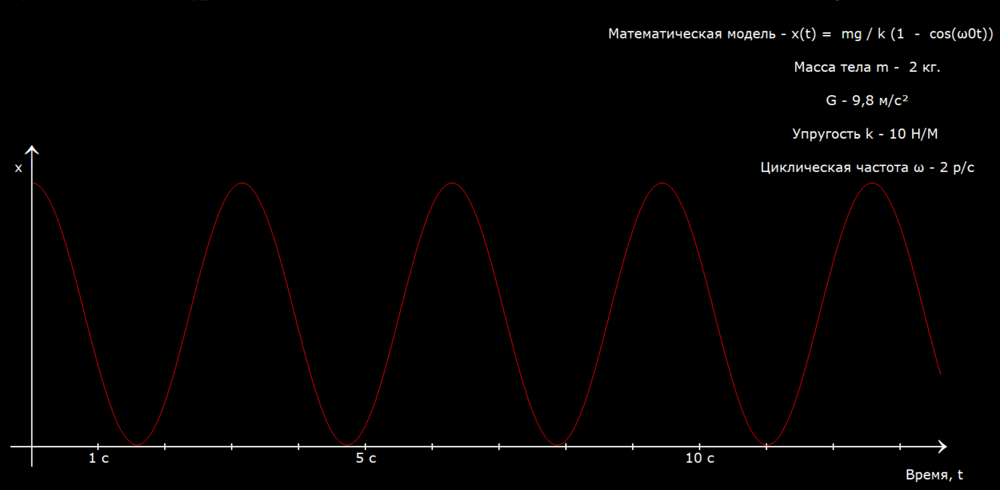 Математическая модель - x(t) =  mg / k (1  -  cos(ω0t))
Масса тела m -  2 кг.
G - 9,8 м/с²
Упругость k - 10 Н/М
Циклическая частота ω - 2 р/с
x
1 с
5 с
10 с
Время, t